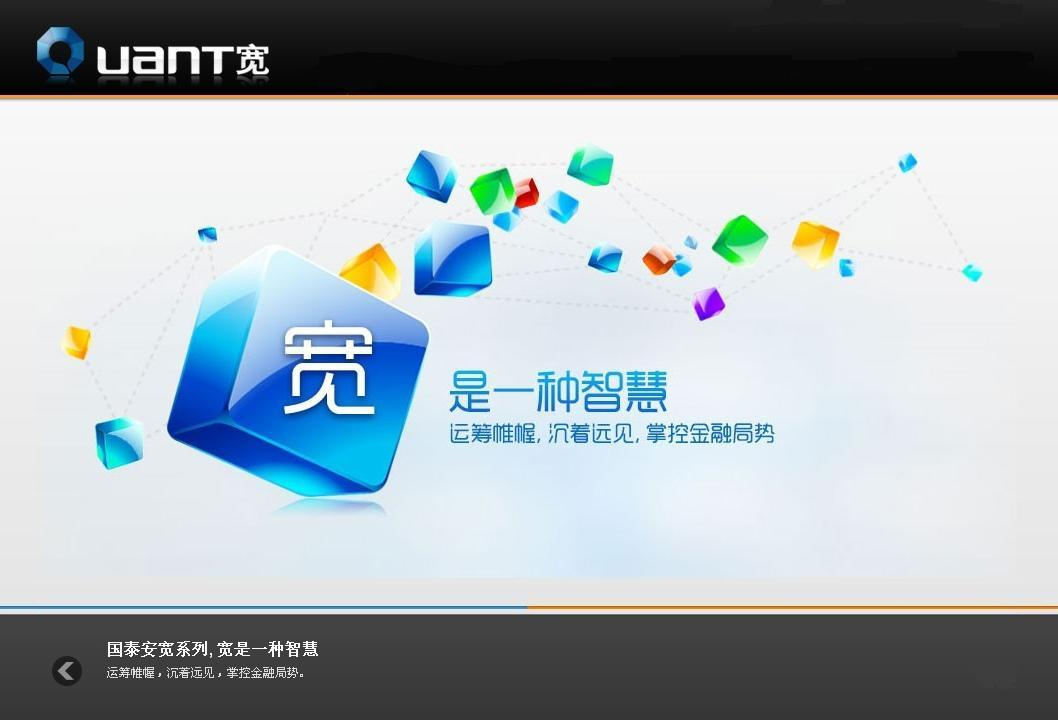 QuanT宽
宽
是一种智慧
运筹帷幄, 沉着远见, 掌控金融局势
国泰安宽系列, 宽是一种智慧
运筹帷幄，沉着远见，掌控金融局势。